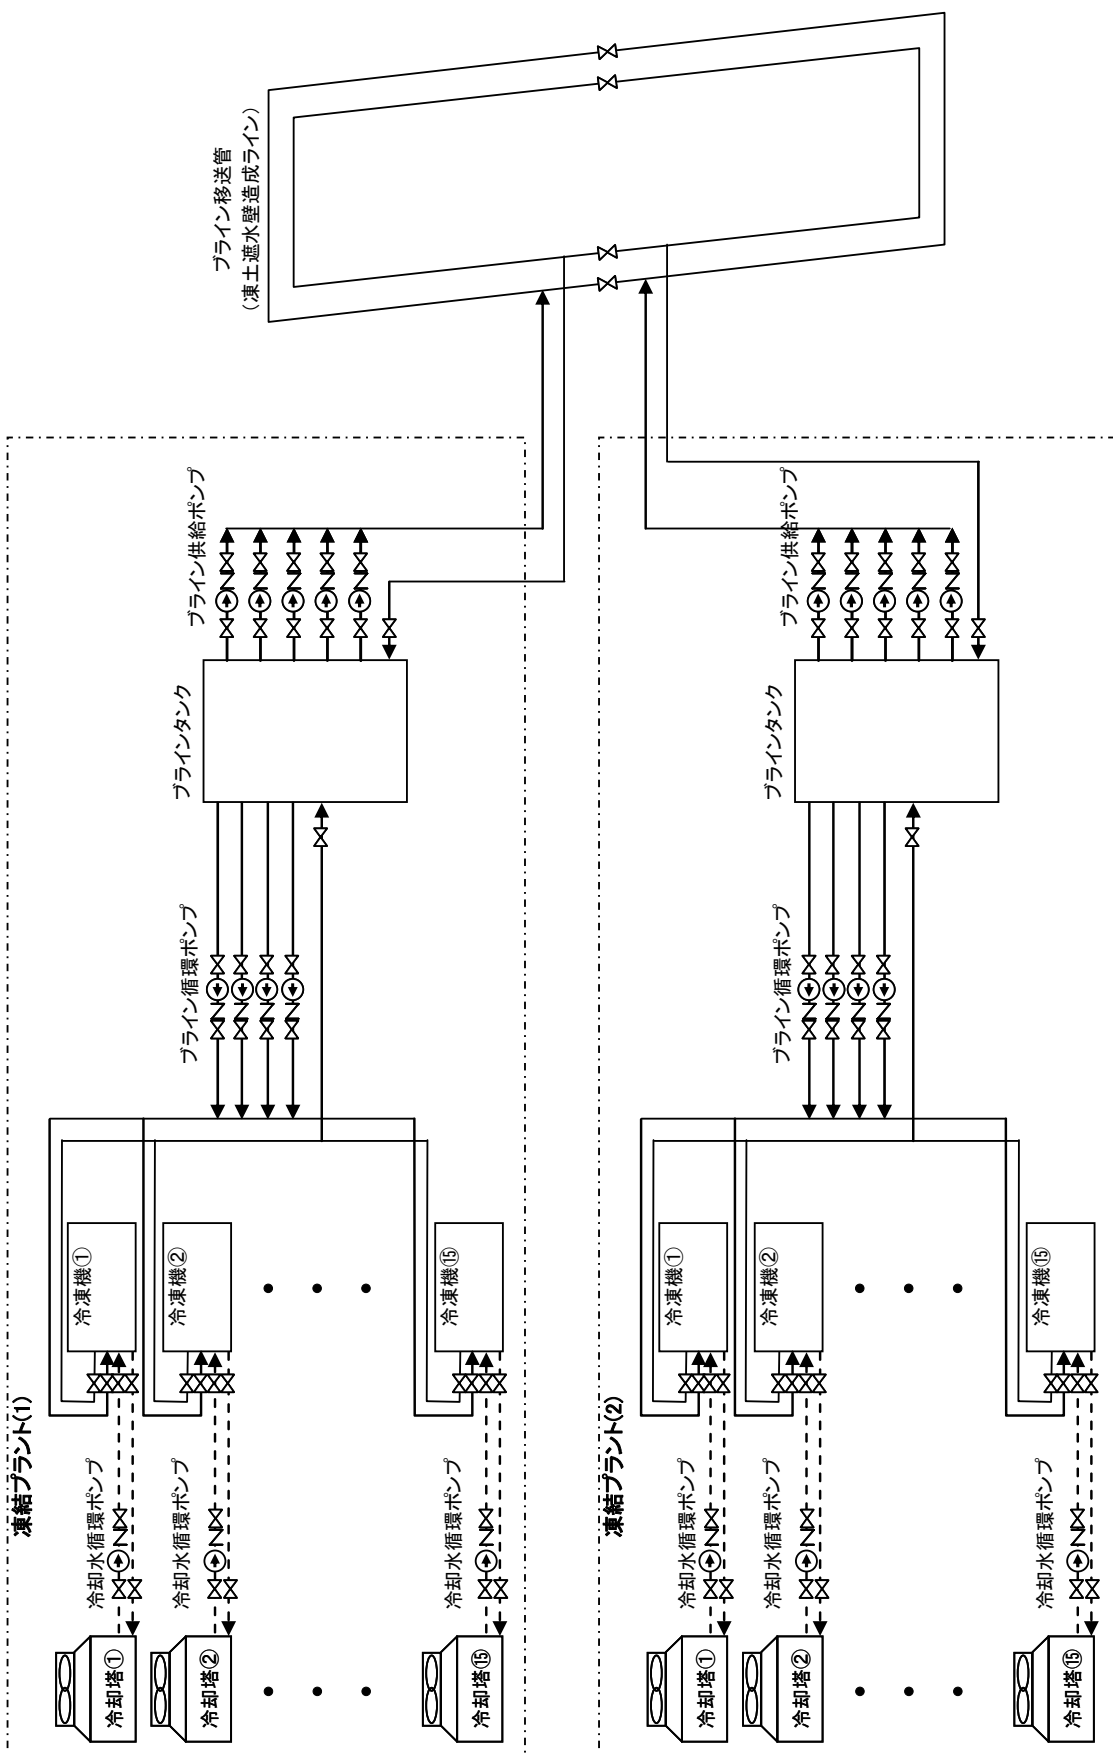 ブライン移送管
（凍土遮水壁造成ライン）
凍結プラント(1)
冷却塔①
冷却塔②
冷却塔⑮
冷却水循環ポンプ
冷却水循環ポンプ
冷却水循環ポンプ
冷凍機①
冷凍機②
冷凍機⑮
ブライン循環ポンプ
ブラインタンク
ブライン供給ポンプ
凍結プラント(2)
冷却塔①
冷却塔②
冷却塔⑮
冷却水循環ポンプ
冷却水循環ポンプ
冷却水循環ポンプ
冷凍機①
冷凍機②
冷凍機⑮
ブライン循環ポンプ
ブラインタンク
ブライン供給ポンプ